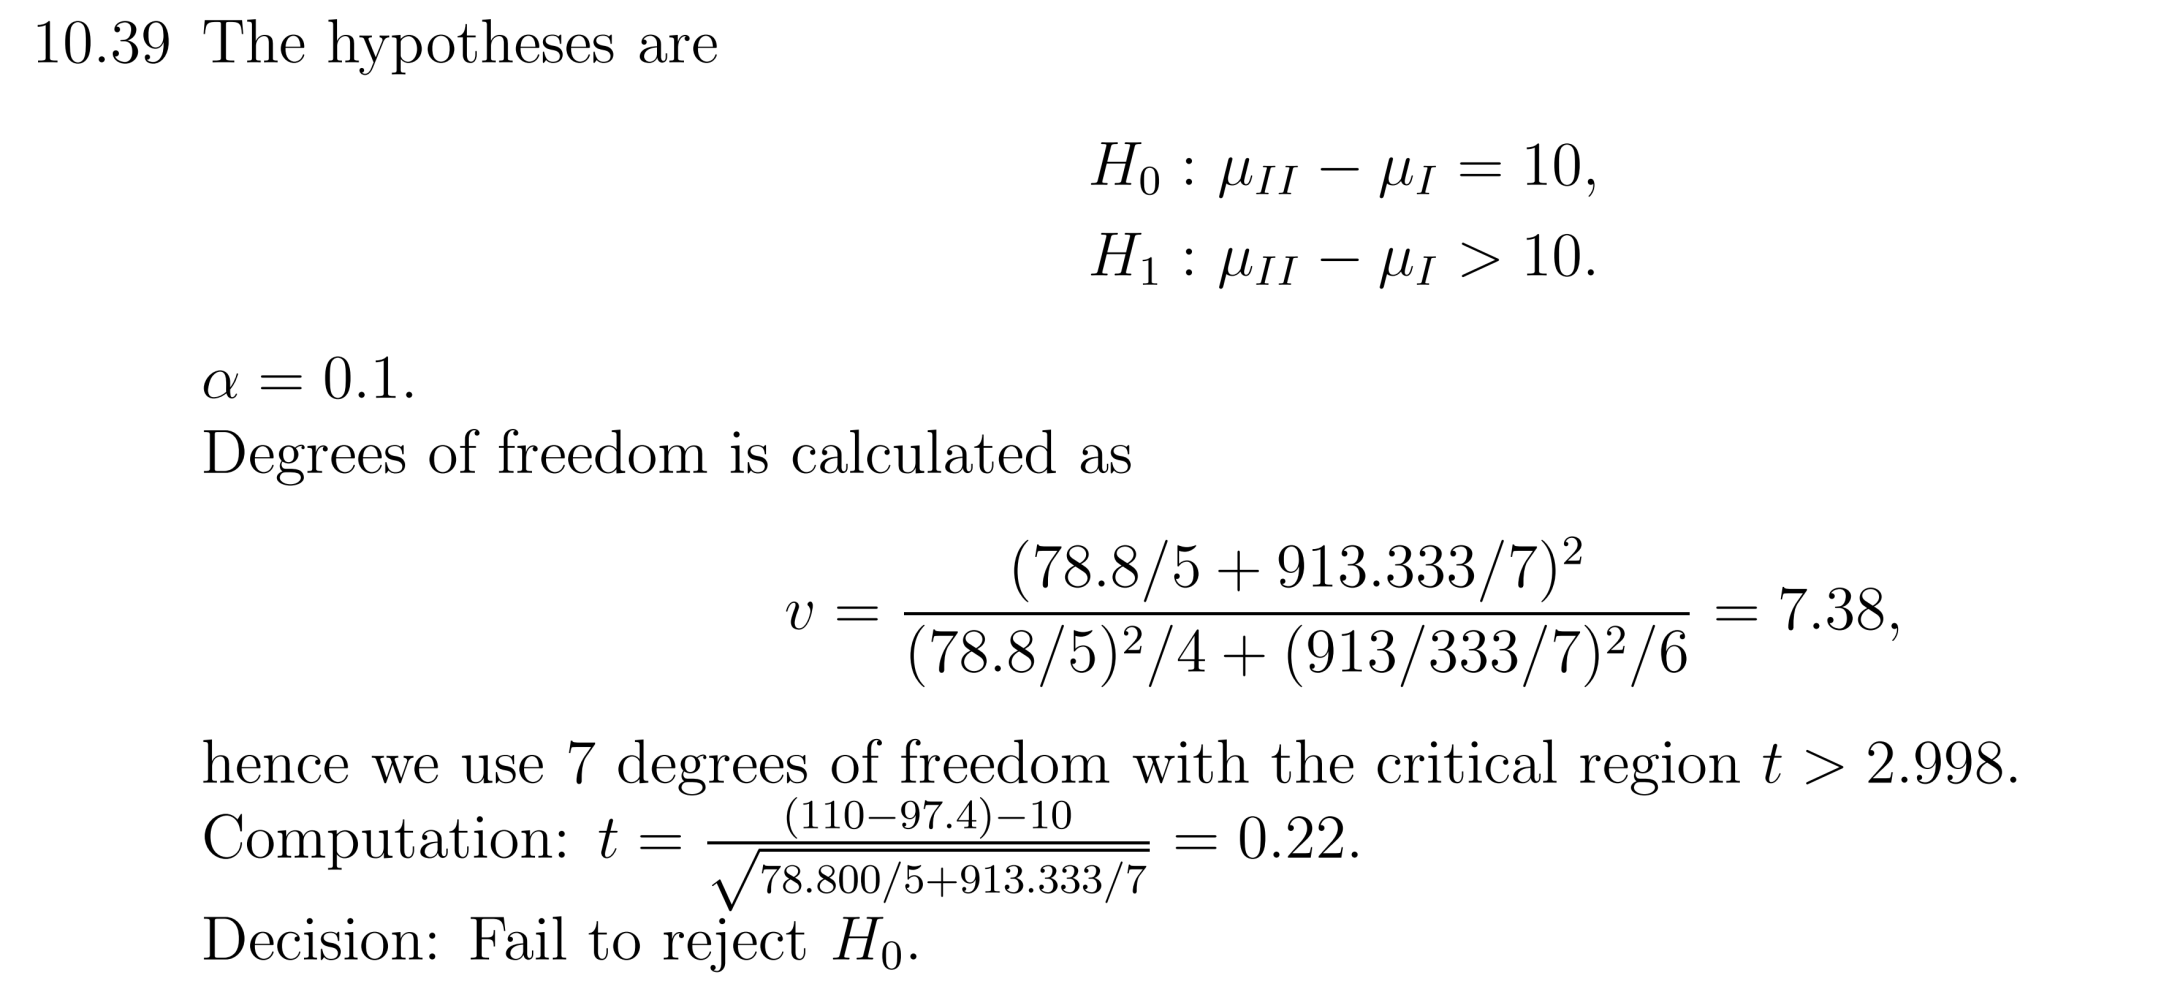 10.39 The hypotheses are
H₀ : μ_II − μ_I = 10,
H₁ : μ_II − μ_I > 10.
α = 0.1.
Degrees of freedom is calculated as
v = (78.8/5 + 913.333/7)² / ((78.8/5)²/4 + (913/333/7)²/6) = 7.38,
hence we use 7 degrees of freedom with the critical region t > 2.998.
Computation: t = ((110−97.4)−10) / √(78.800/5+913.333/7) = 0.22.
Decision: Fail to reject H₀.